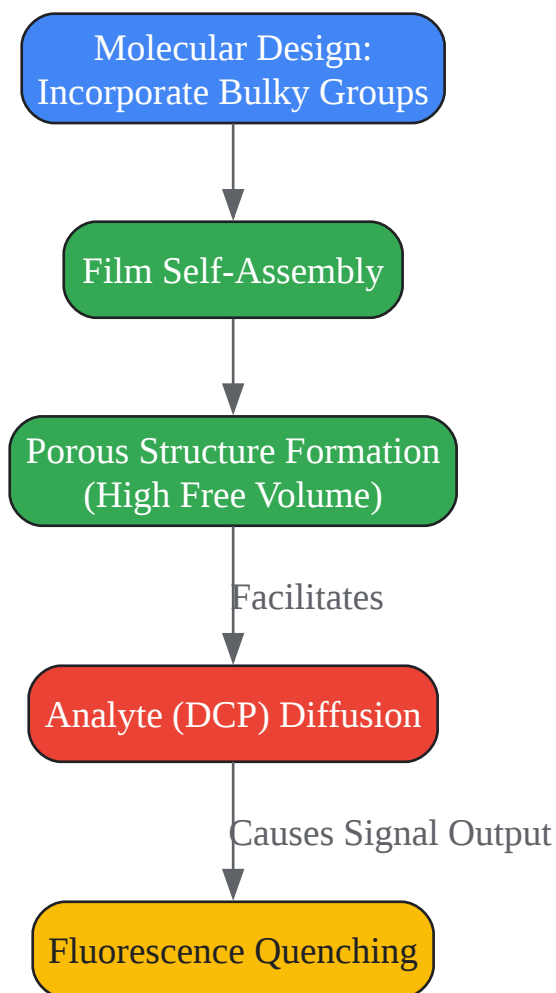 Molecular Design:
Incorporate Bulky Groups
Film Self-Assembly
Porous Structure Formation
(High Free Volume)
Facilitates
Analyte (DCP) Diffusion
Causes Signal Output
Fluorescence Quenching